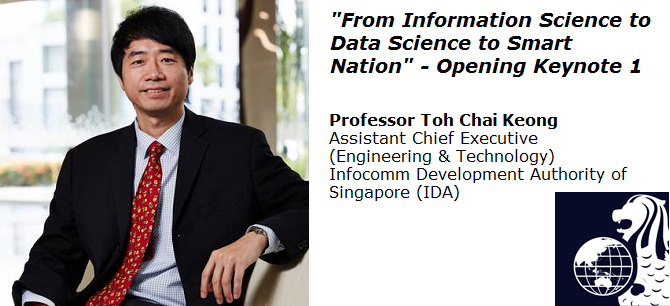 "From Information Science to
Data Science to Smart
Nation" - Opening Keynote 1
Professor Toh Chai Keong
Assistant Chief Executive
(Engineering & Technology)
Infocomm Development Authority of
Singapore (IDA)